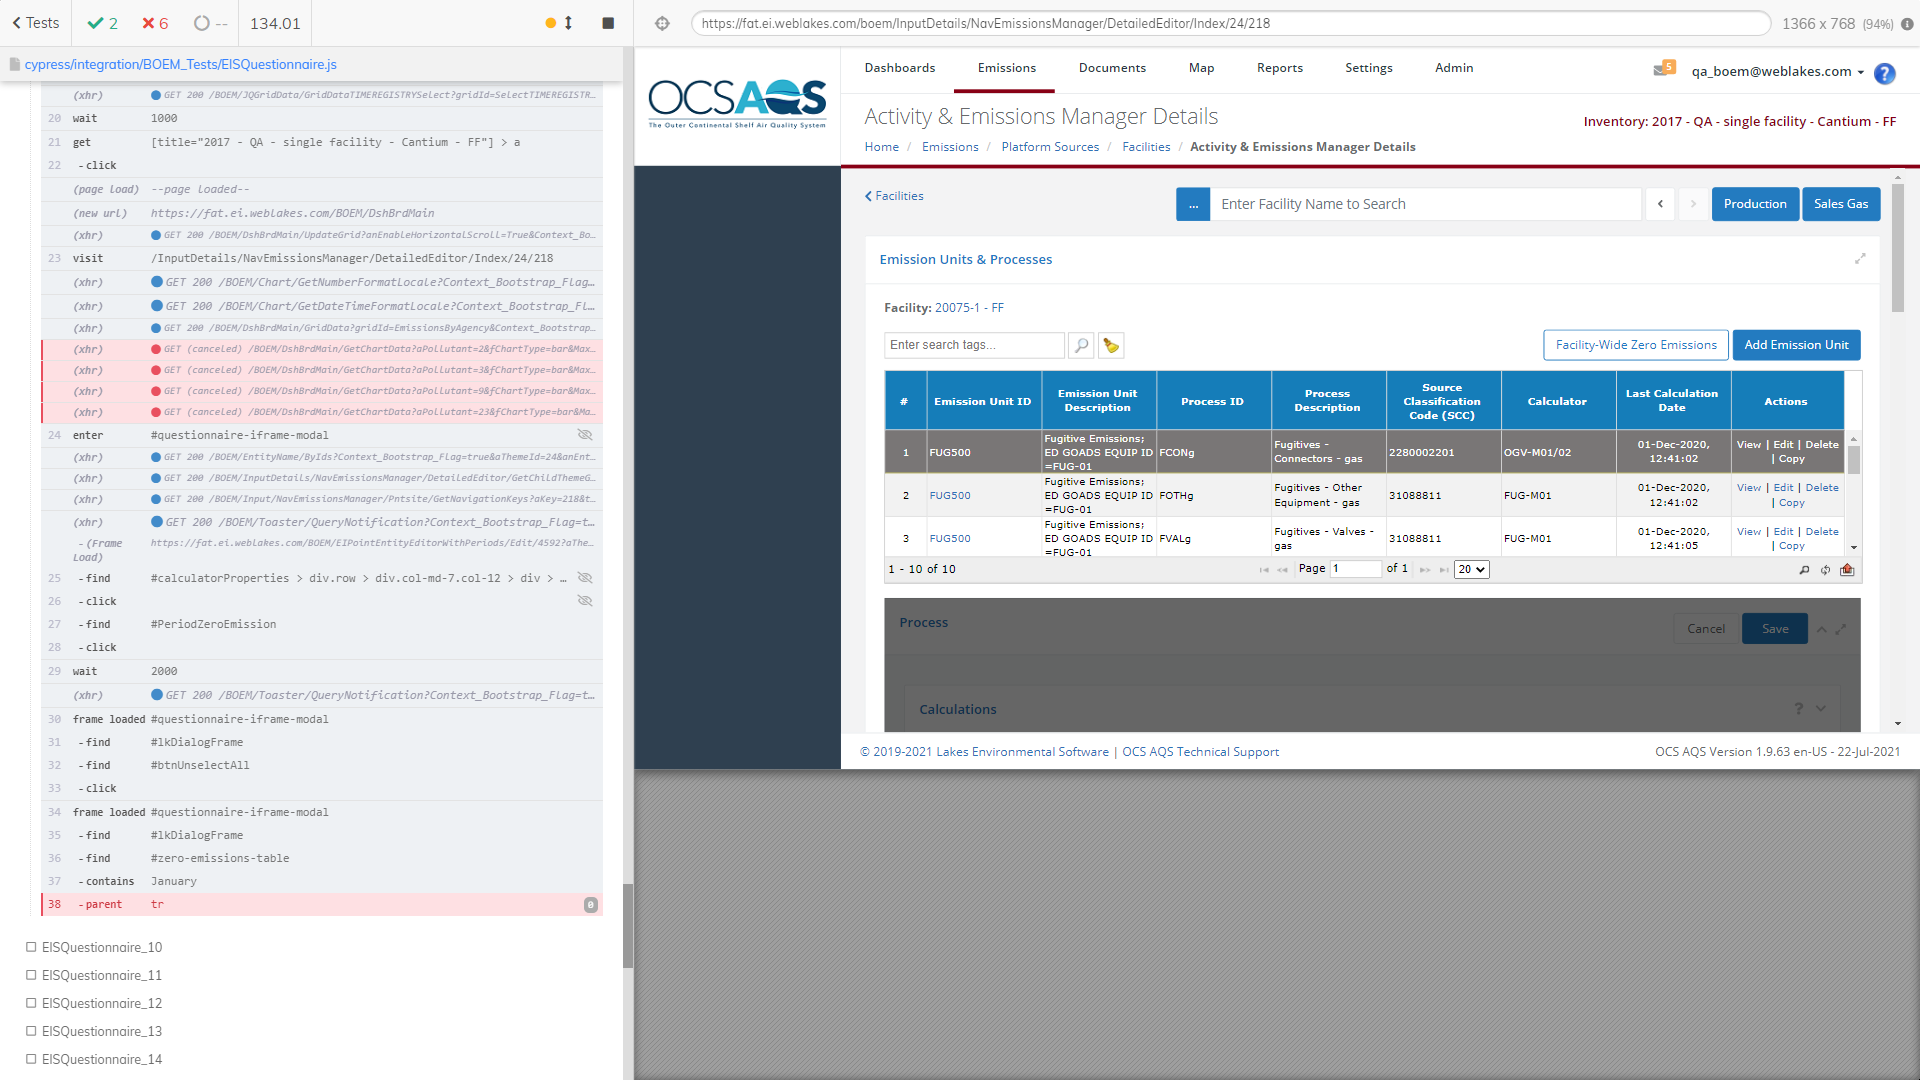 Tests
2
6
--
134.01
cypress/integration/BOEM_Tests/EISQuestionnaire.js
(xhr) GET 200 /BOEM/JQGridData/GridDataTIMEREGISTRYSelect?gridId=SelectTIMEREGISTR...
20 wait 1000
21 get [title="2017 - QA - single facility - Cantium - FF"] > a
22 -click
(page load) --page loaded--
(new url) https://fat.ei.weblakes.com/BOEM/DshBrdMain
(xhr) GET 200 /BOEM/DshBrdMain/UpdateGrid?anEnableHorizontalScroll=True&Context_Bo...
23 visit /InputDetails/NavEmissionsManager/DetailedEditor/Index/24/218
(xhr) GET 200 /BOEM/Chart/GetNumberFormatLocale?Context_Bootstrap_Flag...
(xhr) GET 200 /BOEM/Chart/GetDateTimeFormatLocale?Context_Bootstrap_Fl...
(xhr) GET 200 /BOEM/DshBrdMain/GridData?gridId=EmissionsByAgency&Context_Bootstrap...
(xhr) GET (canceled) /BOEM/DshBrdMain/GetChartData?aPollutant=2&fChartType=bar&Max...
(xhr) GET (canceled) /BOEM/DshBrdMain/GetChartData?aPollutant=3&fChartType=bar&Max...
(xhr) GET (canceled) /BOEM/DshBrdMain/GetChartData?aPollutant=9&fChartType=bar&Max...
(xhr) GET (canceled) /BOEM/DshBrdMain/GetChartData?aPollutant=23&fChartType=bar&Ma...
24 enter #questionnaire-iframe-modal
(xhr) GET 200 /BOEM/EntityName/ByIds?Context_Bootstrap_Flag=true&aThemeId=24&anEnt...
(xhr) GET 200 /BOEM/InputDetails/NavEmissionsManager/DetailedEditor/GetChildThemeG...
(xhr) GET 200 /BOEM/Input/NavEmissionsManager/Pntsite/GetNavigationKeys?aKey=218&t...
(xhr) GET 200 /BOEM/Toaster/QueryNotification?Context_Bootstrap_Flag=t...
-(Frame Load) https://fat.ei.weblakes.com/BOEM/EIPointEntityEditorWithPeriods/Edit/4592?aThe...
25 -find #calculatorProperties > div.row > div.col-md-7.col-12 > div > ...
26 -click
27 -find #PeriodZeroEmission
28 -click
29 wait 2000
(xhr) GET 200 /BOEM/Toaster/QueryNotification?Context_Bootstrap_Flag=t...
30 frame loaded #questionnaire-iframe-modal
31 -find #lkDialogFrame
32 -find #btnUnselectAll
33 -click
34 frame loaded #questionnaire-iframe-modal
35 -find #lkDialogFrame
36 -find #zero-emissions-table
37 -contains January
38 -parent tr 0
EISQuestionnaire_10
EISQuestionnaire_11
EISQuestionnaire_12
EISQuestionnaire_13
EISQuestionnaire_14
https://fat.ei.weblakes.com/boem/InputDetails/NavEmissionsManager/DetailedEditor/Index/24/218
1366 x 768 (94%)
OCSAQS
The Outer Continental Shelf Air Quality System
Dashboards Emissions Documents Map Reports Settings Admin
5
qa_boem@weblakes.com
?
Activity & Emissions Manager Details
Inventory: 2017 - QA - single facility - Cantium - FF
Home / Emissions / Platform Sources / Facilities / Activity & Emissions Manager Details
Facilities
...
Enter Facility Name to Search
Production
Sales Gas
Emission Units & Processes
Facility: 20075-1 - FF
Enter search tags...
Facility-Wide Zero Emissions
Add Emission Unit
# Emission Unit ID Emission Unit Description Process ID Process Description Source Classification Code (SCC) Calculator Last Calculation Date Actions
1 FUG500 Fugitive Emissions; ED GOADS EQUIP ID =FUG-01 FCONg Fugitives - Connectors - gas 2280002201 OGV-M01/02 01-Dec-2020, 12:41:02 View | Edit | Delete | Copy
2 FUG500 Fugitive Emissions; ED GOADS EQUIP ID =FUG-01 FOTHg Fugitives - Other Equipment - gas 31088811 FUG-M01 01-Dec-2020, 12:41:02 View | Edit | Delete | Copy
3 FUG500 Fugitive Emissions; ED GOADS EQUIP ID =FUG-01 FVALg Fugitives - Valves - gas 31088811 FUG-M01 01-Dec-2020, 12:41:05 View | Edit | Delete | Copy
1 - 10 of 10
Page 1 of 1
20
Process
Cancel
Save
Calculations
?
© 2019-2021 Lakes Environmental Software | OCS AQS Technical Support
OCS AQS Version 1.9.63 en-US - 22-Jul-2021